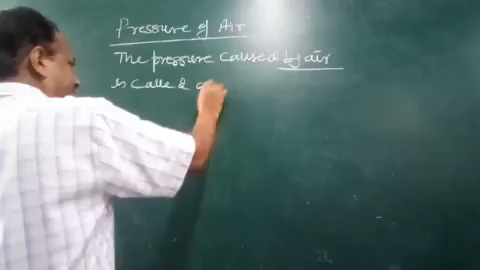 Pressure of Air
The pressure caused by air
is called a